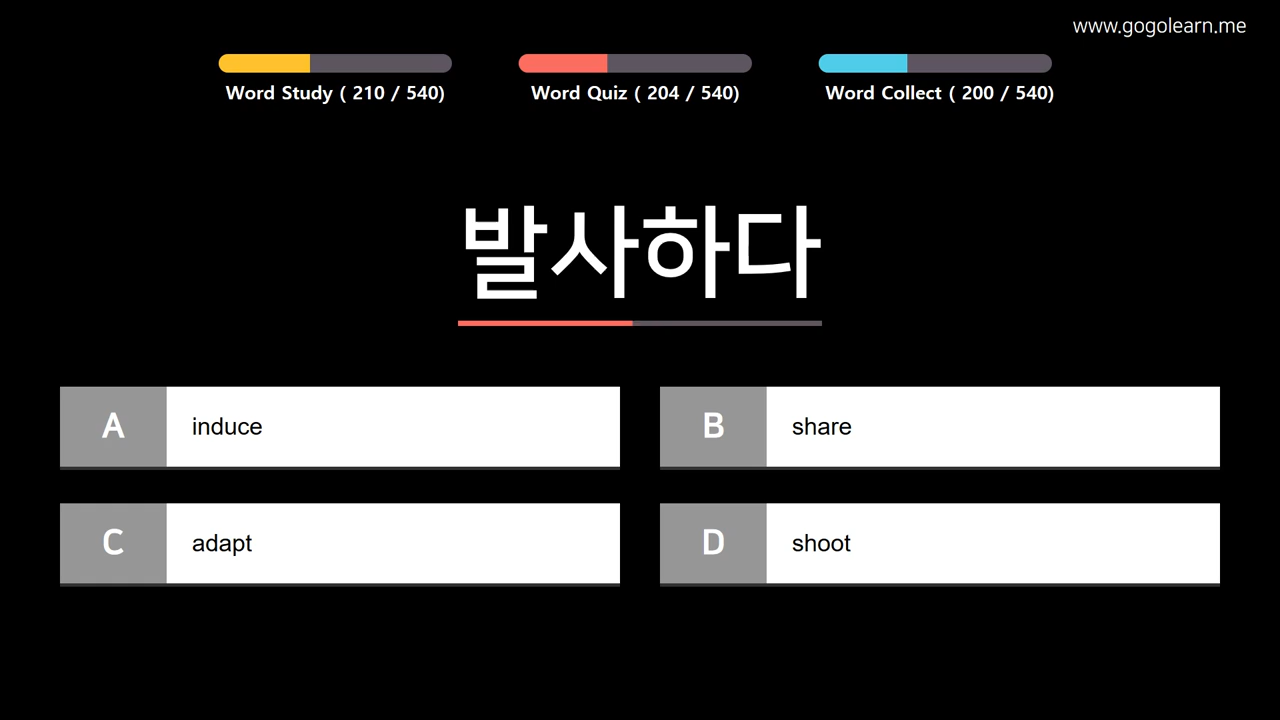 www.gogolearn.me
Word Study ( 210 / 540)
Word Quiz ( 204 / 540)
Word Collect ( 200 / 540)
발사하다
A induce
B share
C adapt
D shoot